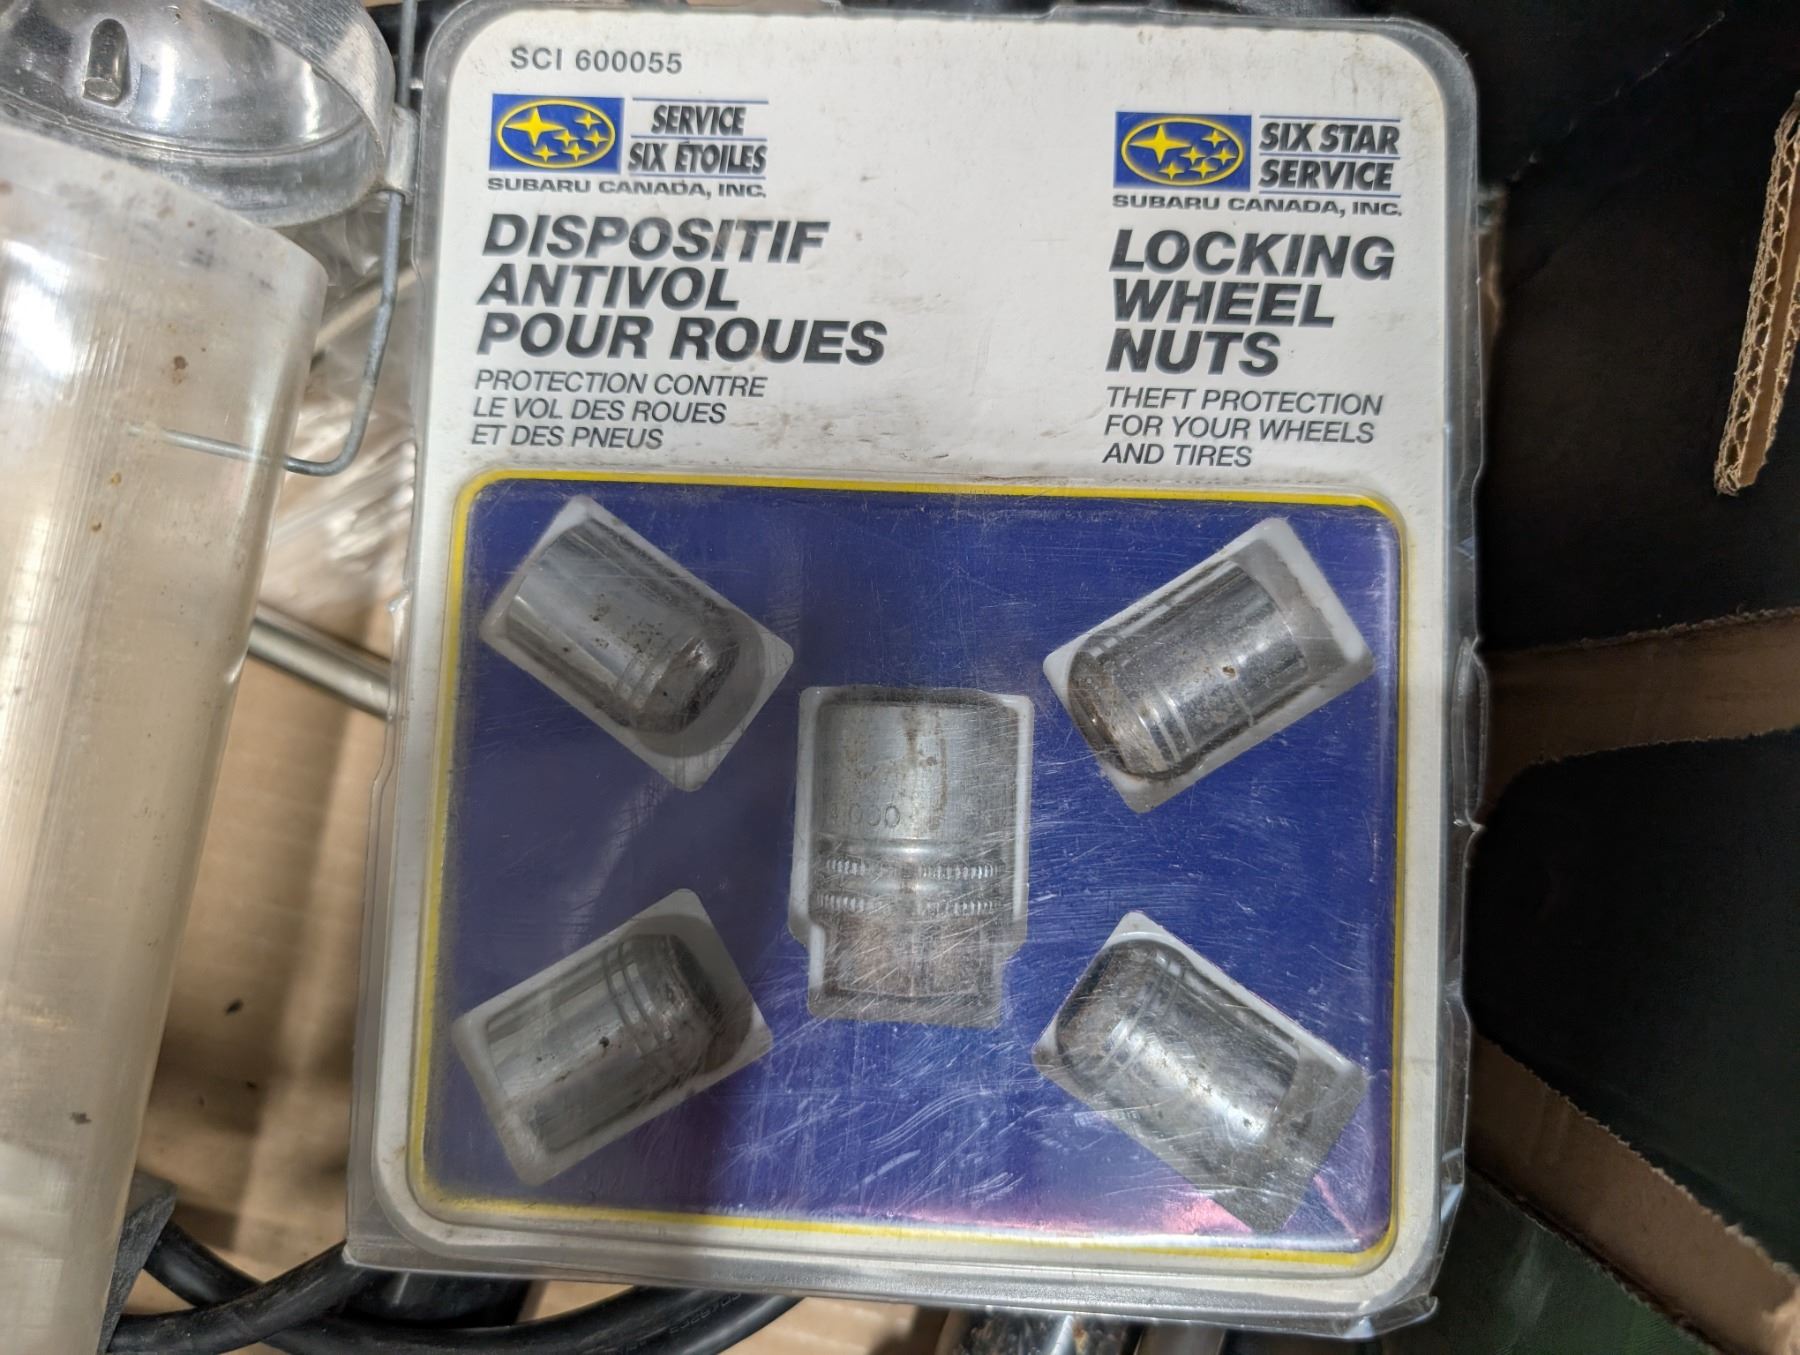 SCI 600055
SERVICE
SIX ÉTOILES
SUBARU CANADA, INC.
DISPOSITIF
ANTIVOL
POUR ROUES
PROTECTION CONTRE
LE VOL DES ROUES
ET DES PNEUS
SIX STAR
SERVICE
SUBARU CANADA, INC.
LOCKING
WHEEL
NUTS
THEFT PROTECTION
FOR YOUR WHEELS
AND TIRES